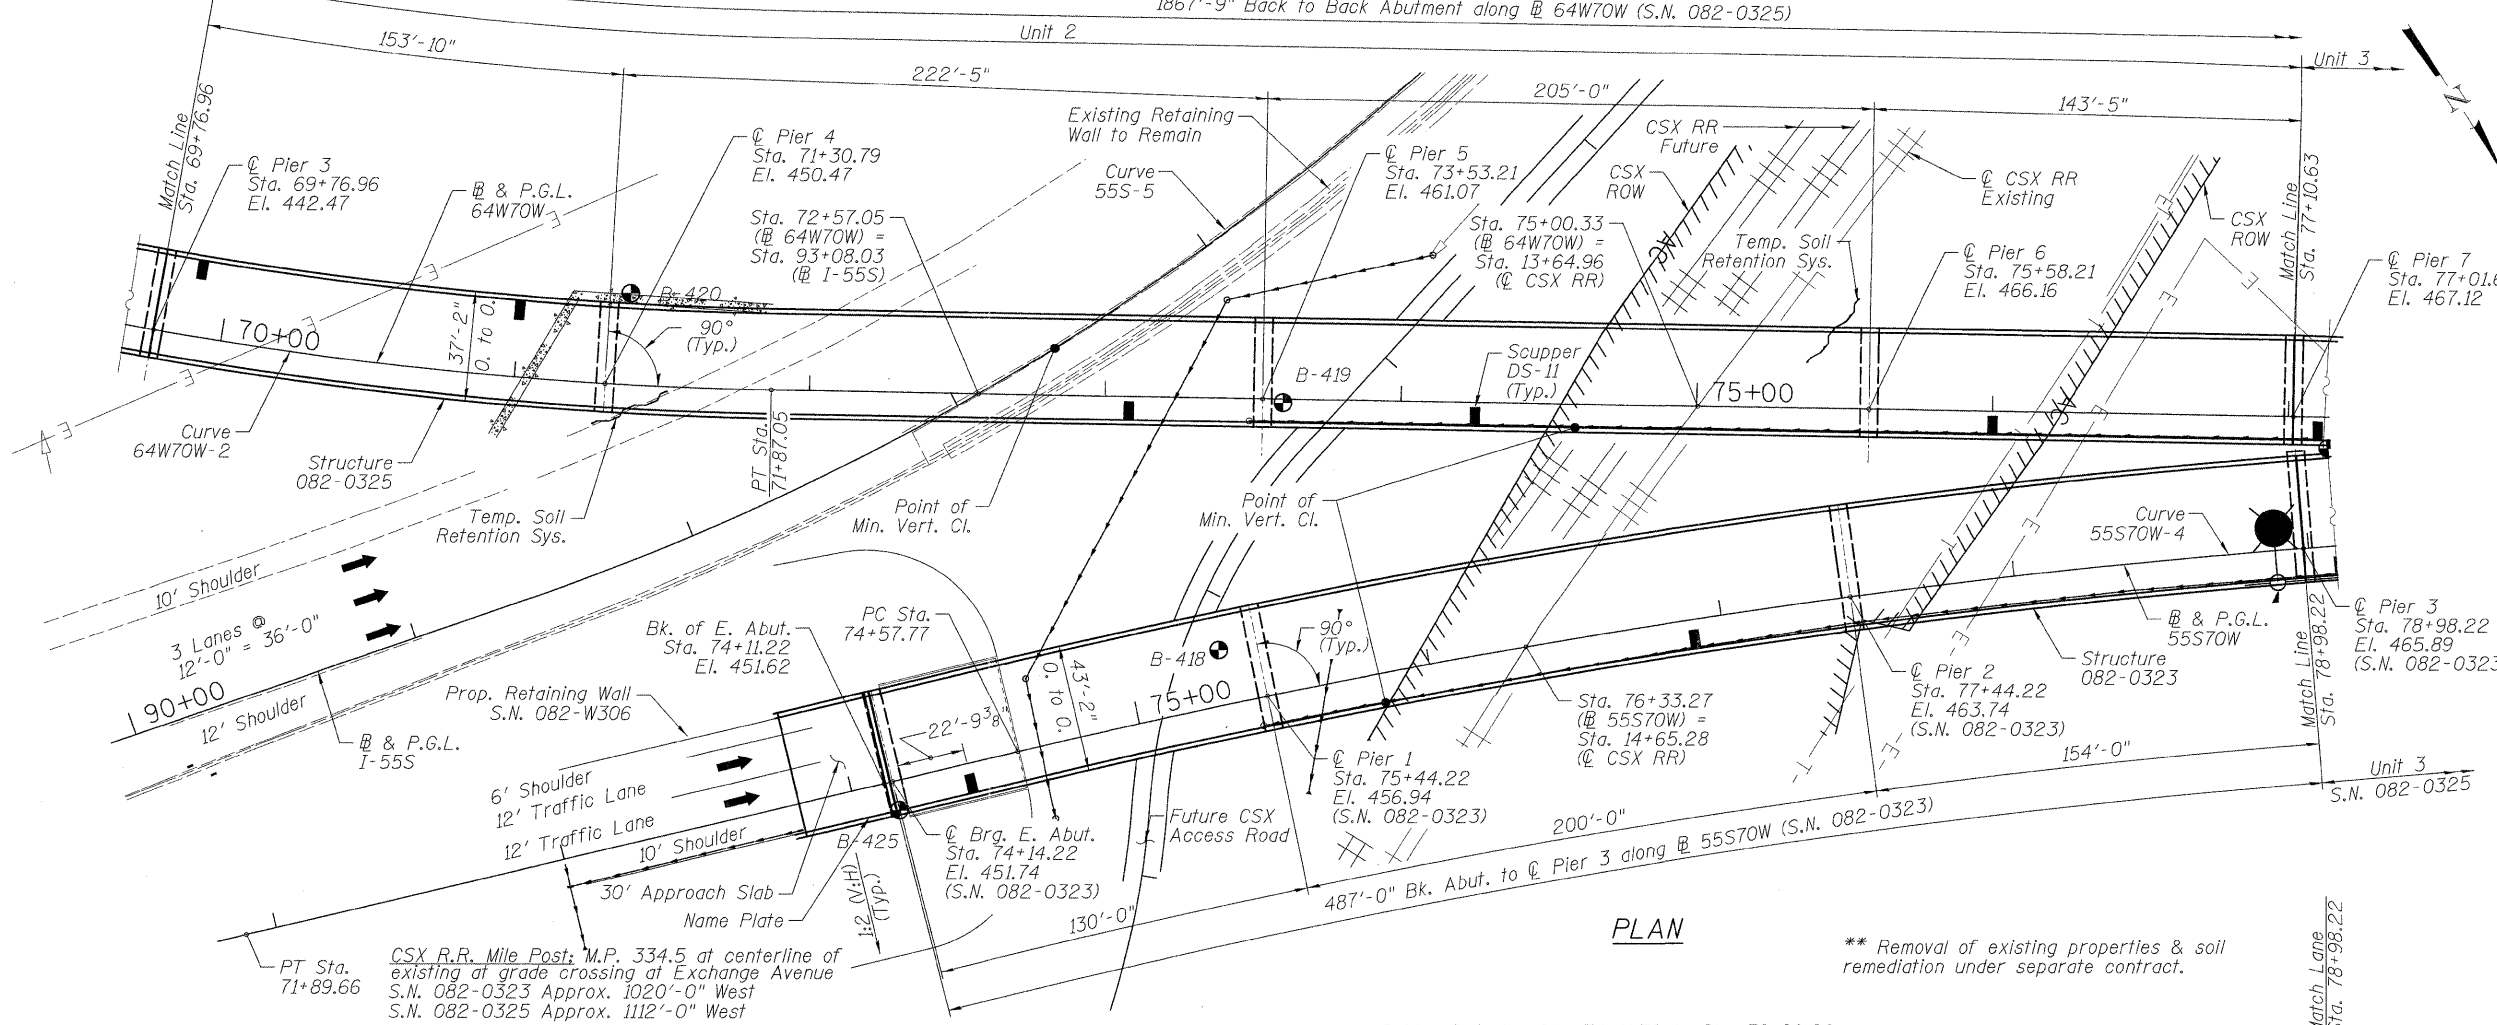 1867'-9" Back to Back Abutment along ⅊ 64W70W (S.N. 082-0325)
Unit 2
Unit 3
153'-10"
222'-5"
205'-0"
143'-5"
Match Line
Sta. 69+76.96
℄ Pier 3
Sta. 69+76.96
El. 442.47
⅊ & P.G.L.
64W70W
℄ Pier 4
Sta. 71+30.79
El. 450.47
Sta. 72+57.05
(⅊ 64W70W) =
Sta. 93+08.03
(⅊ I-55S)
Existing Retaining
Wall to Remain
Curve
55S-5
℄ Pier 5
Sta. 73+53.21
El. 461.07
CSX RR
Future
CSX
ROW
Sta. 75+00.33
(⅊ 64W70W) =
Sta. 13+64.96
(℄ CSX RR)
Temp. Soil
Retention Sys.
℄ CSX RR
Existing
℄ Pier 6
Sta. 75+58.21
El. 466.16
CSX
ROW
Match Line
Sta. 77+10.63
℄ Pier 7
Sta. 77+01.6
El. 467.12
N
E
E
E
E
E
E
E
E
E
E
E
E
AC
AC
B-420
90°
(Typ.)
37'-2"
O. to O.
70+00
B-419
Scupper
DS-11
(Typ.)
75+00
Curve
64W70W-2
Structure
082-0325
PT Sta.
71+87.05
Temp. Soil
Retention Sys.
Point of
Min. Vert. Cl.
Point of
Min. Vert. Cl.
Curve
55S70W-4
10' Shoulder
3 Lanes @
12'-0" = 36'-0"
90+00
12' Shoulder
⅊ & P.G.L.
I-55S
Bk. of E. Abut.
Sta. 74+11.22
El. 451.62
PC Sta.
74+57.77
B-418
90°
(Typ.)
43'-2"
O. to O.
75+00
22'-9⅜"
Prop. Retaining Wall
S.N. 082-W306
6' Shoulder
12' Traffic Lane
12' Traffic Lane
10' Shoulder
B-425
30' Approach Slab
Name Plate
1:2 (V:H)
(Typ.)
℄ Brg. E. Abut.
Sta. 74+14.22
El. 451.74
(S.N. 082-0323)
Future CSX
Access Road
℄ Pier 1
Sta. 75+44.22
El. 456.94
(S.N. 082-0323)
Sta. 76+33.27
(⅊ 55S70W) =
Sta. 14+65.28
(℄ CSX RR)
℄ Pier 2
Sta. 77+44.22
El. 463.74
(S.N. 082-0323)
Structure
082-0323
⅊ & P.G.L.
55S70W
Match Line
Sta. 78+98.22
℄ Pier 3
Sta. 78+98.22
El. 465.89
(S.N. 082-0323
130'-0"
200'-0"
154'-0"
Unit 3
S.N. 082-0325
487'-0" Bk. Abut. to ℄ Pier 3 along ⅊ 55S70W (S.N. 082-0323)
PT Sta.
71+89.66
CSX R.R. Mile Post: M.P. 334.5 at centerline of
existing at grade crossing at Exchange Avenue
S.N. 082-0323 Approx. 1020'-0" West
S.N. 082-0325 Approx. 1112'-0" West
PLAN
** Removal of existing properties & soil
remediation under separate contract.
Match Lane
Sta. 78+98.22